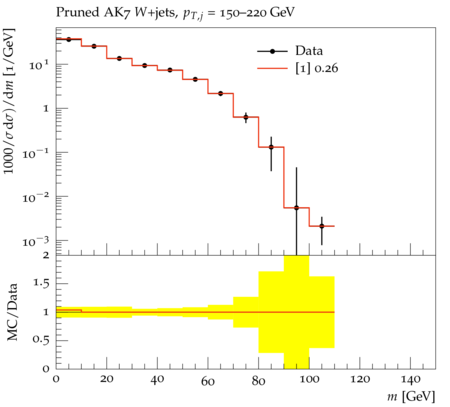 Pruned AK7 W+jets, p_{T,j} = 150–220 GeV
1000/σ dσ)/dm [1/GeV]
Data
[1] 0.26
10^1
1
10^{−1}
10^{−2}
10^{−3}
MC/Data
2
1.5
1
0.5
0
0 20 40 60 80 100 120 140
m [GeV]